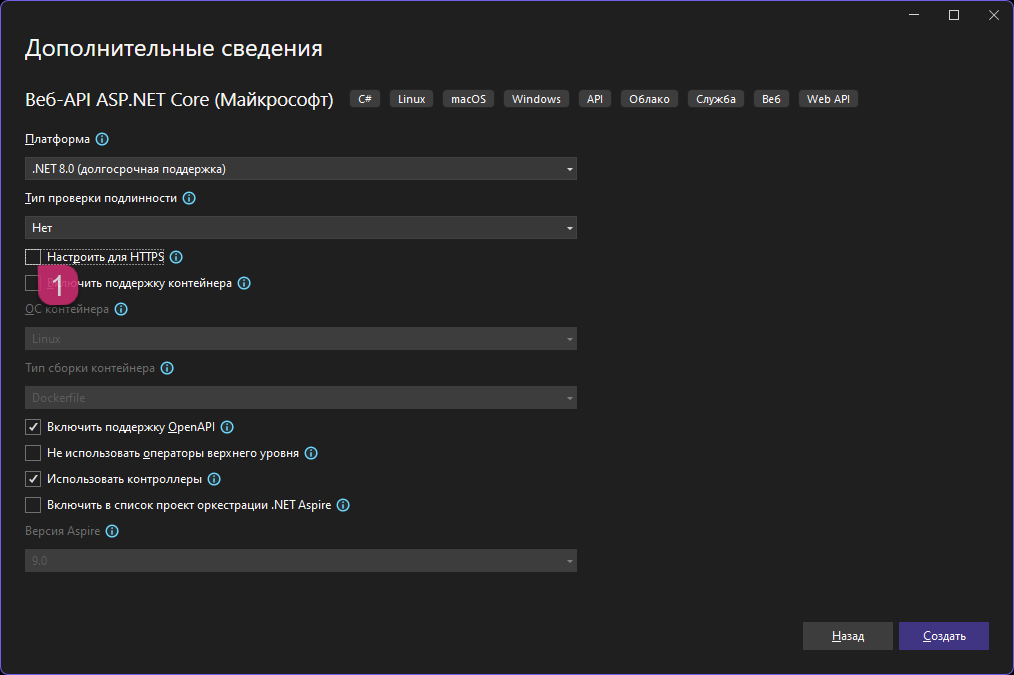 Дополнительные сведения
Веб-API ASP.NET Core (Майкрософт) C# Linux macOS Windows API Облако Служба Веб Web API
Платформа
.NET 8.0 (долгосрочная поддержка)
Тип проверки подлинности
Нет
Настроить для HTTPS
1
поддержку контейнера
ОС контейнера
Linux
Тип сборки контейнера
Dockerfile
Включить поддержку OpenAPI
Не использовать операторы верхнего уровня
Использовать контроллеры
Включить в список проект оркестрации .NET Aspire
Версия Aspire
9.0
Назад Создать